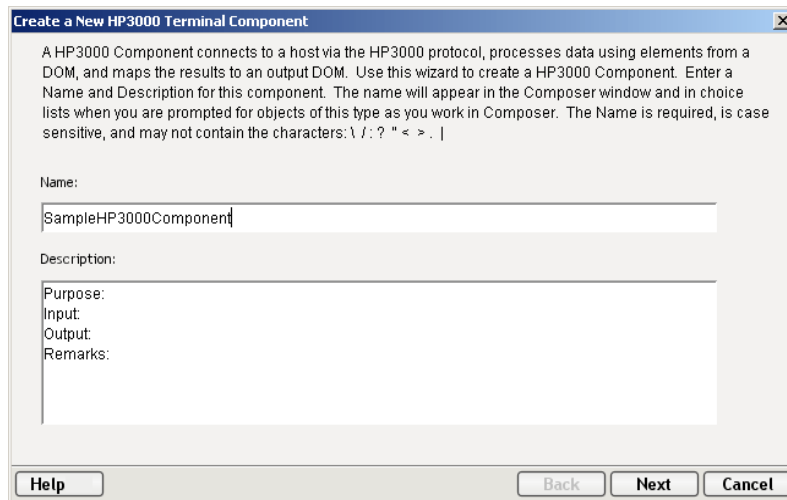 Create a New HP3000 Terminal Component
A HP3000 Component connects to a host via the HP3000 protocol, processes data using elements from a
DOM, and maps the results to an output DOM. Use this wizard to create a HP3000 Component. Enter a
Name and Description for this component. The name will appear in the Composer window and in choice
lists when you are prompted for objects of this type as you work in Composer. The Name is required, is case
sensitive, and may not contain the characters: \ / : ? " < > . |
Name:
SampleHP3000Component
Description:
Purpose:
Input:
Output:
Remarks:
Help Back Next Cancel